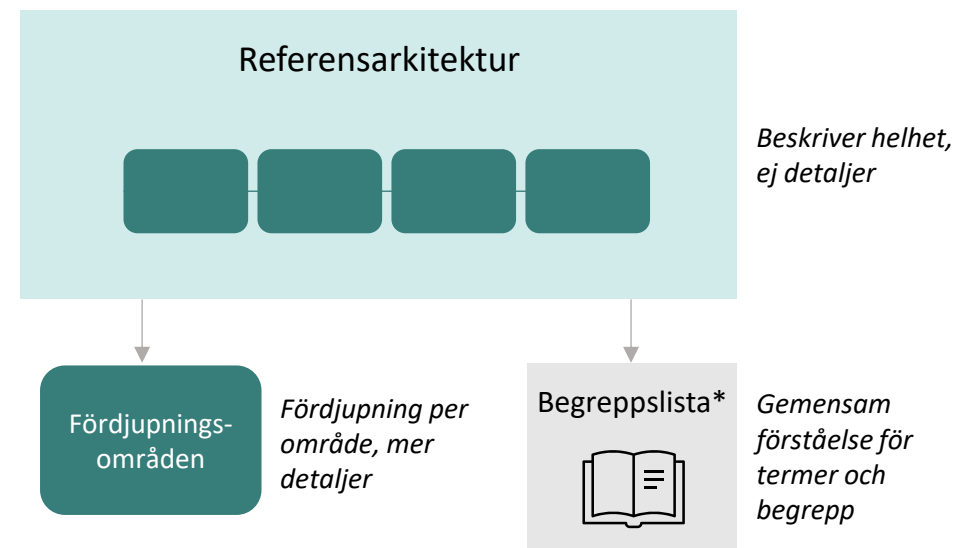 Referensarkitektur
Beskriver helhet,
ej detaljer
Fördjupnings-
områden
Fördjupning per
område, mer
detaljer
Begreppslista*
Gemensam
förståelse för
termer och
begrepp